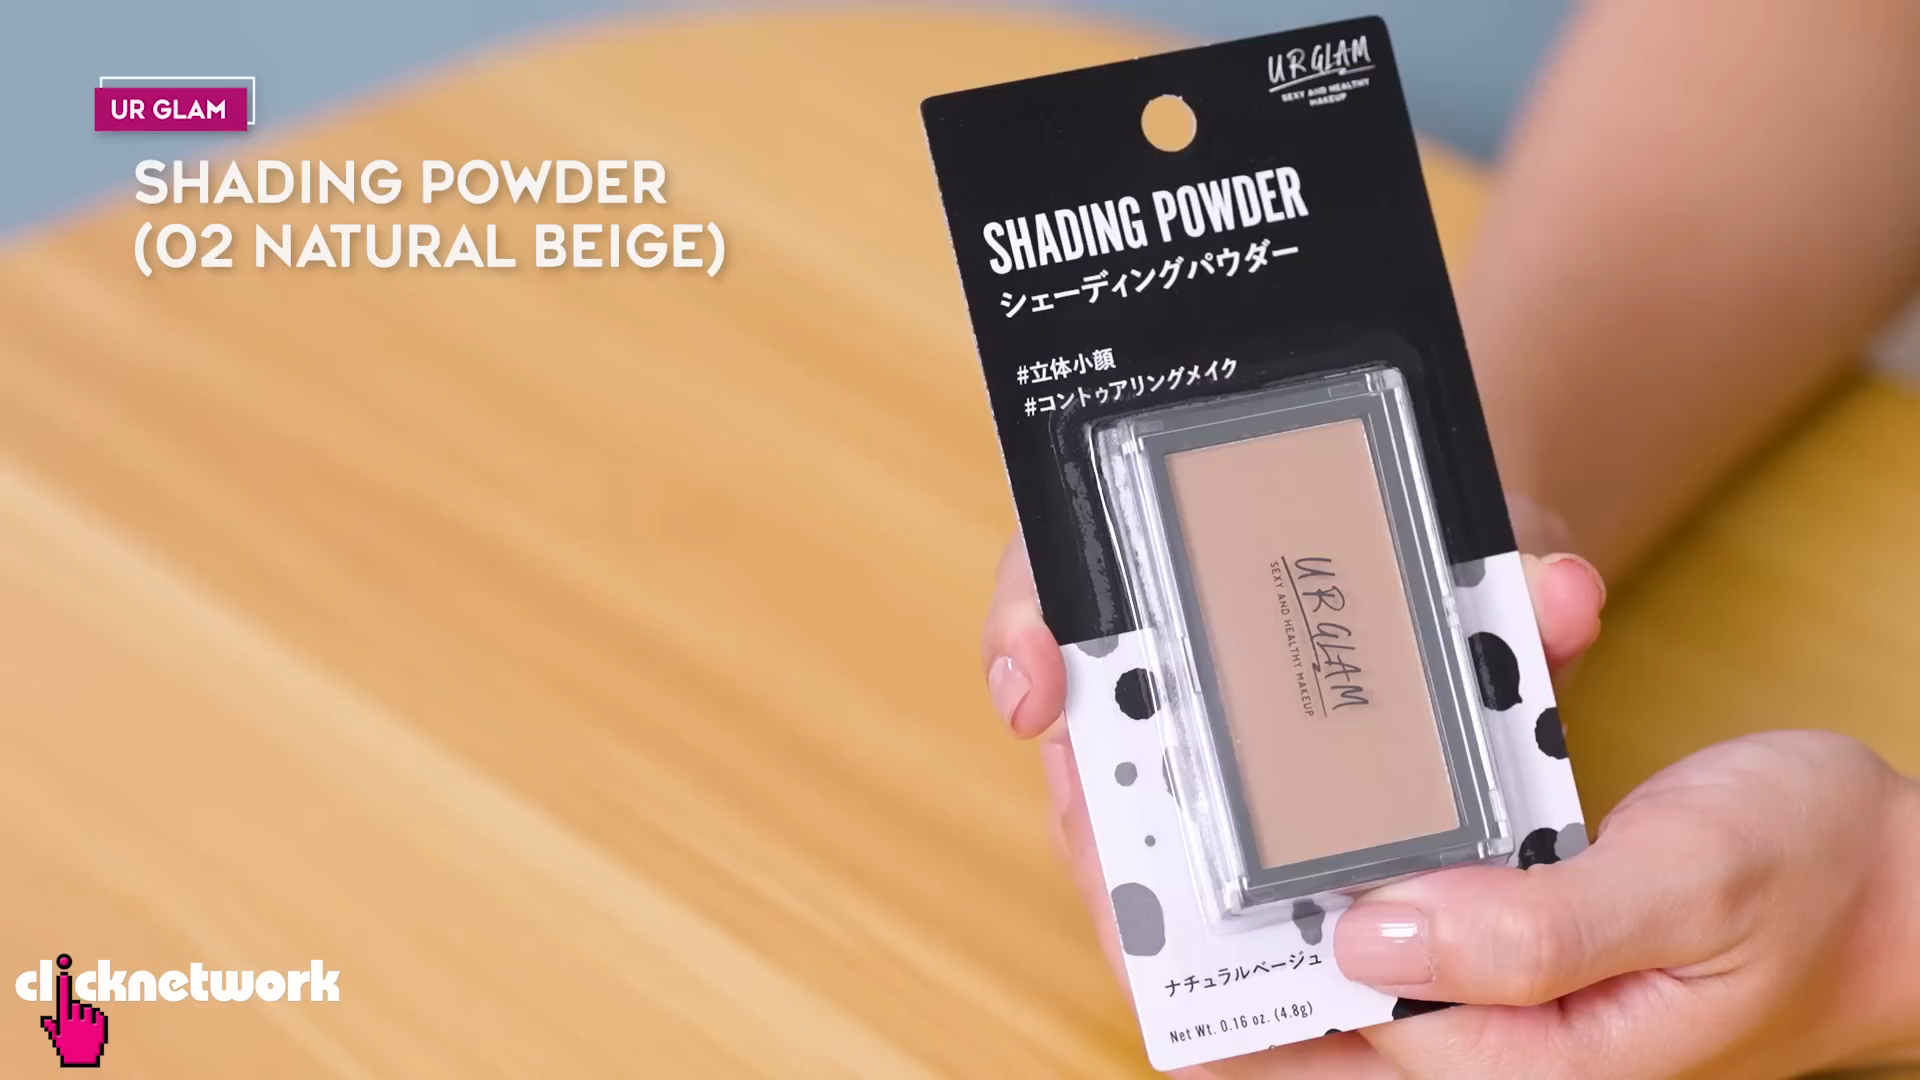 UR GLAM
SHADING POWDER
(02 NATURAL BEIGE)
UR GLAM
SEXY AND HEALTHY
MAKEUP
SHADING POWDER
シェーディングパウダー
#立体小顔
#コントゥアリングメイク
UR GLAM
SEXY AND HEALTHY MAKEUP
ナチュラルベージュ
Net Wt. 0.16 oz. (4.8g)
clicknetwork